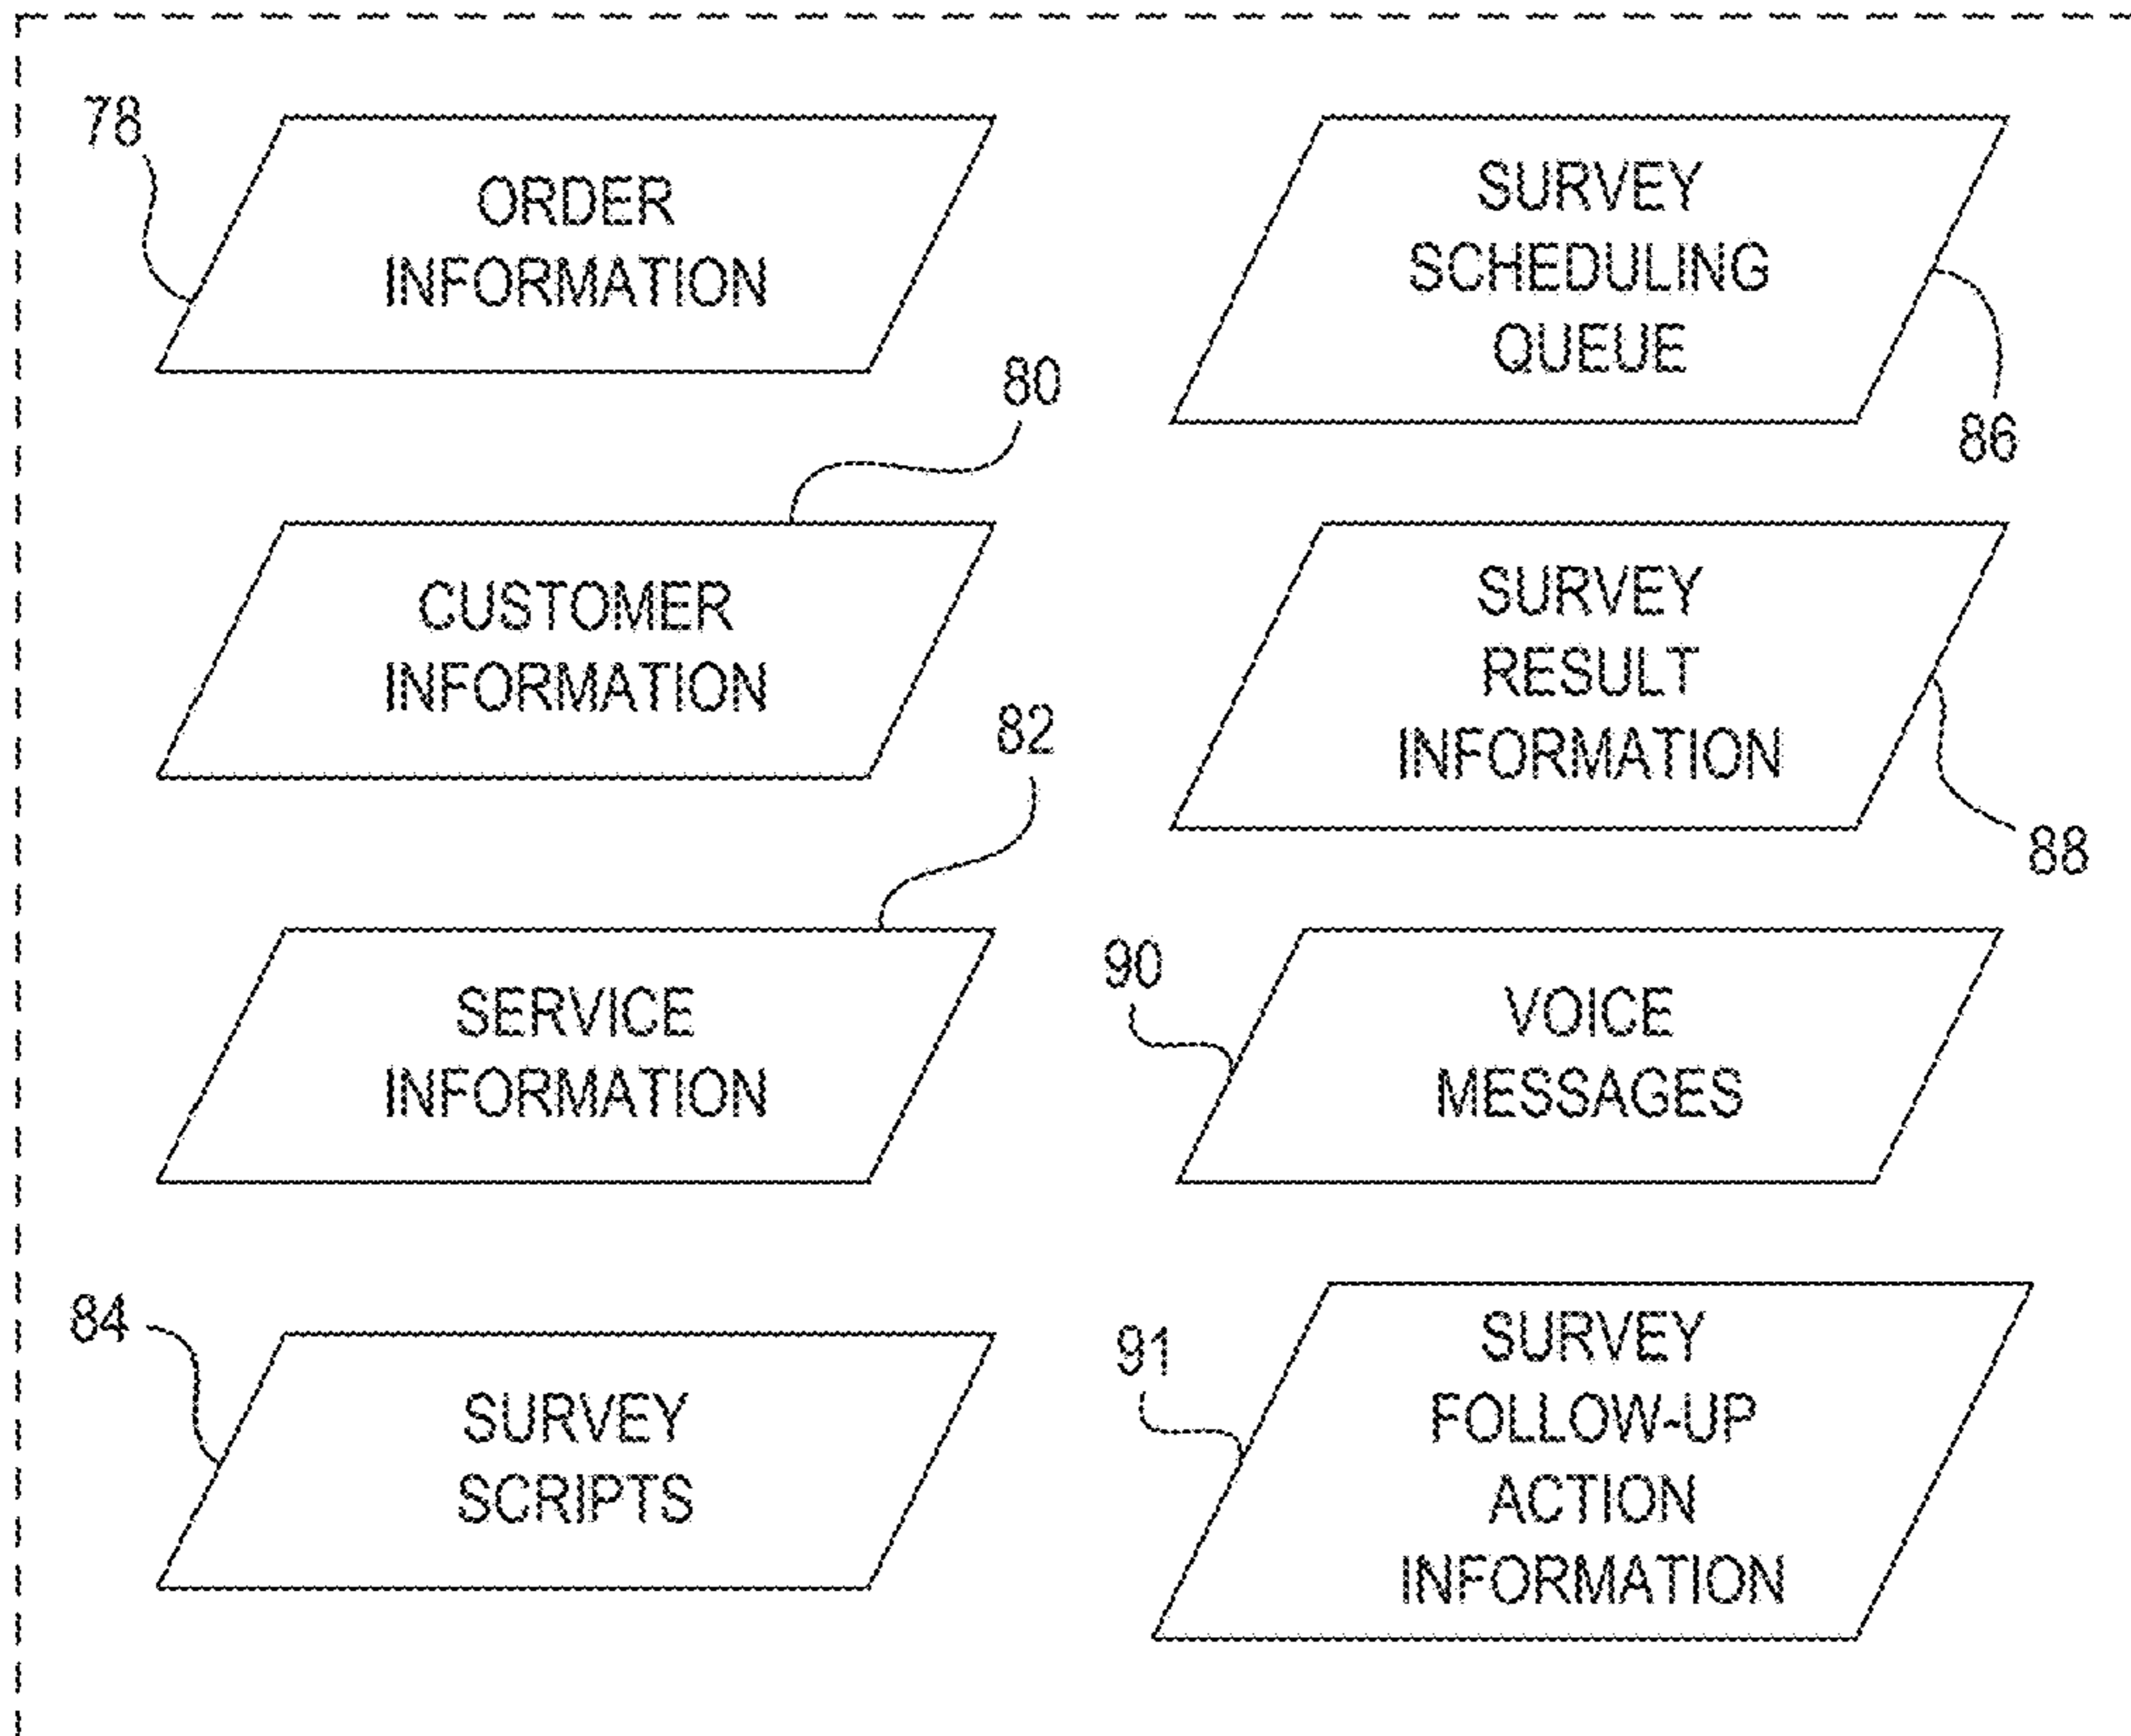 78
ORDER
INFORMATION
80
CUSTOMER
INFORMATION
82
SERVICE
INFORMATION
84
SURVEY
SCRIPTS
SURVEY
SCHEDULING
QUEUE
86
SURVEY
RESULT
INFORMATION
88
90
VOICE
MESSAGES
91
SURVEY
FOLLOW-UP
ACTION
INFORMATION